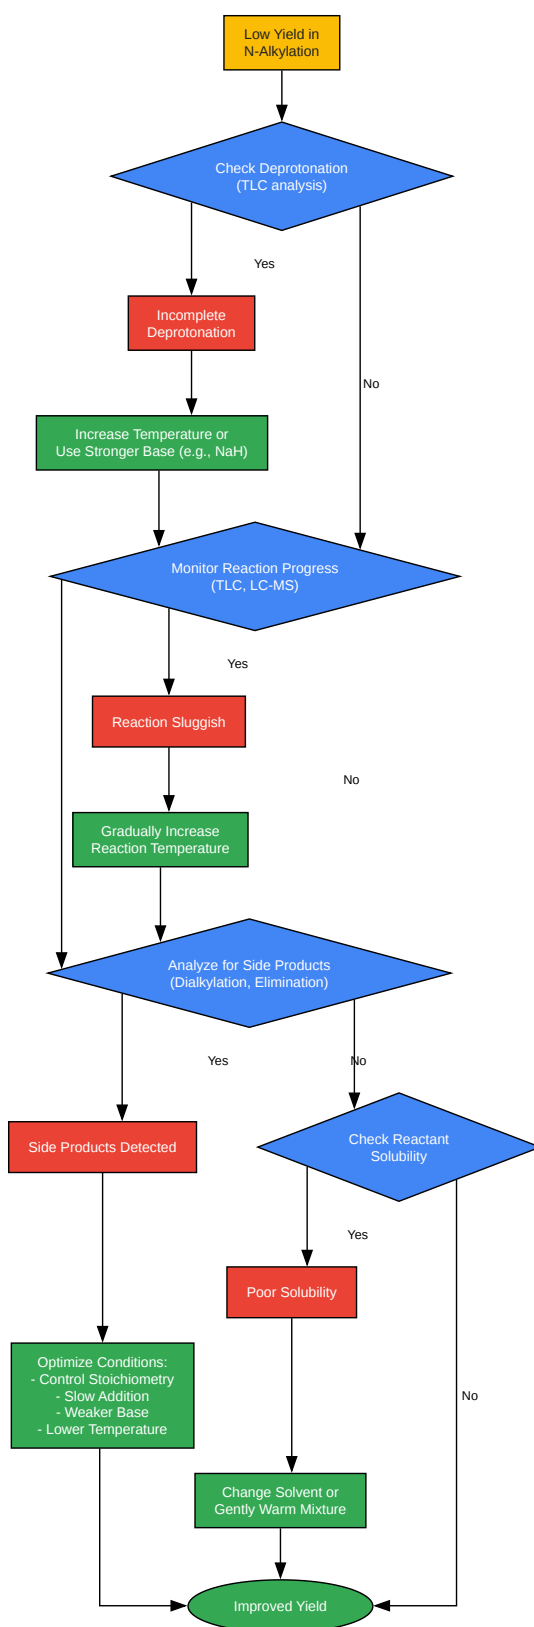 Low Yield in
N-Alkylation
Check Deprotonation
(TLC analysis)
Yes
Incomplete
Deprotonation
No
Increase Temperature or
Use Stronger Base (e.g., NaH)
Monitor Reaction Progress
(TLC, LC-MS)
Yes
Reaction Sluggish
No
Gradually Increase
Reaction Temperature
Analyze for Side Products
(Dialkylation, Elimination)
Yes
No
Side Products Detected
Check Reactant
Solubility
Yes
Poor Solubility
Optimize Conditions:
- Control Stoichiometry
- Slow Addition
- Weaker Base
- Lower Temperature
No
Change Solvent or
Gently Warm Mixture
Improved Yield